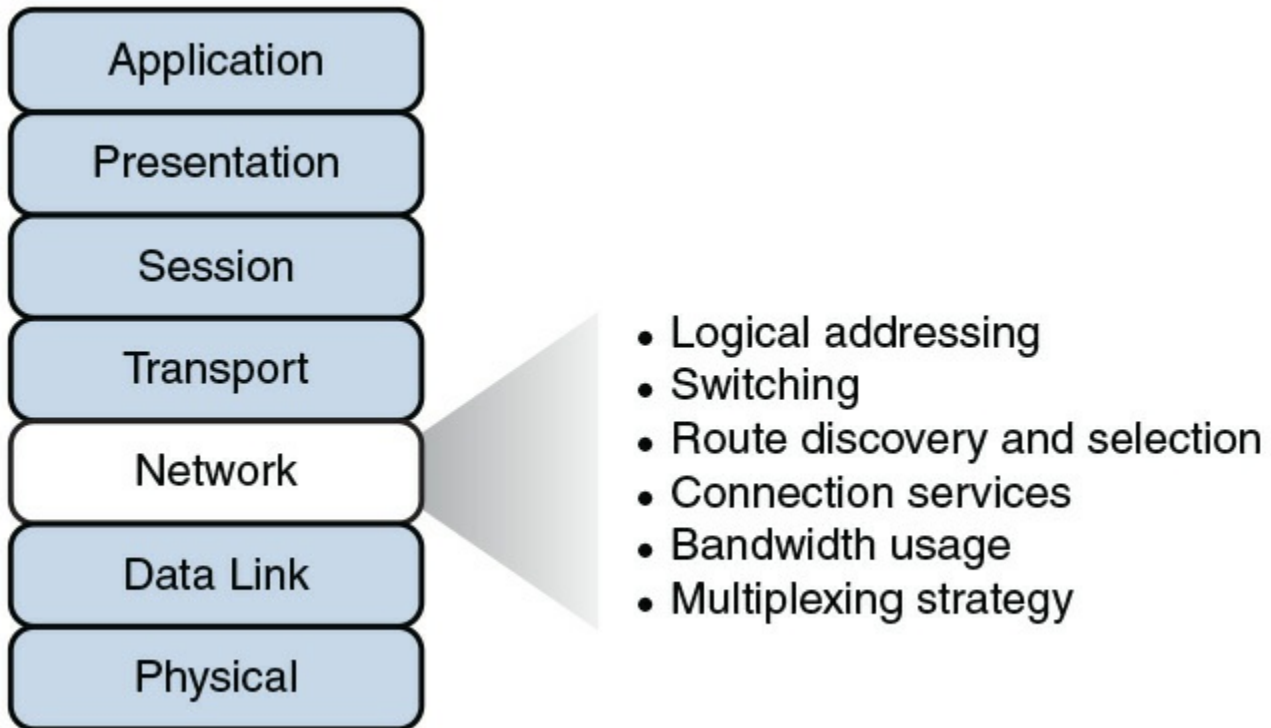 Application
Presentation
Session
Transport
Network
Data Link
Physical
• Logical addressing
• Switching
• Route discovery and selection
• Connection services
• Bandwidth usage
• Multiplexing strategy